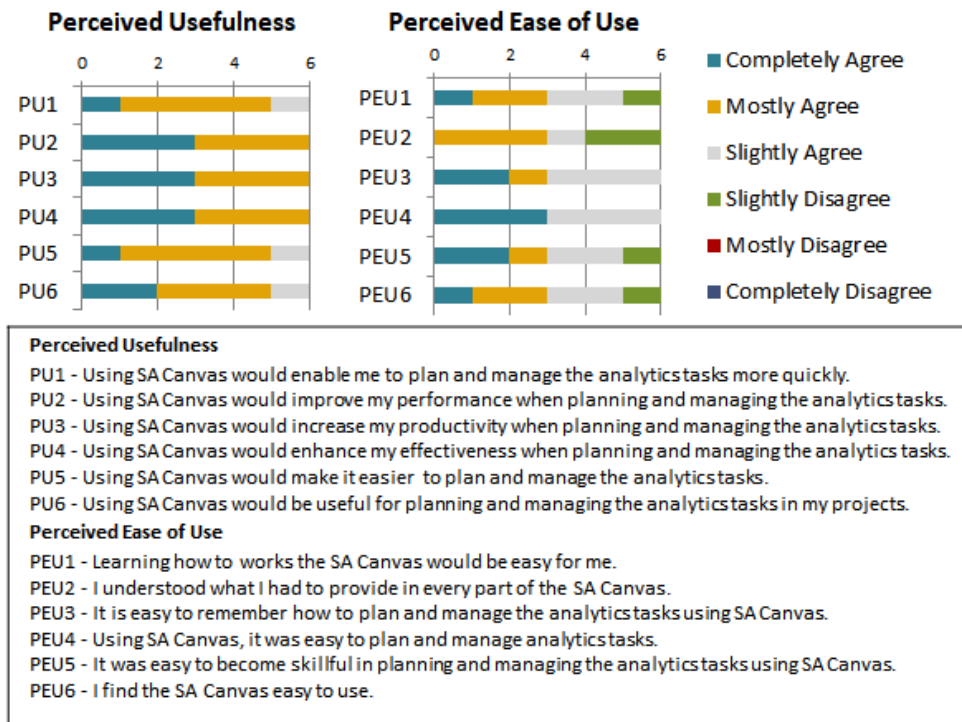 Perceived Usefulness
Perceived Ease of Use
0 2 4 6
0 2 4 6
PU1
PU2
PU3
PU4
PU5
PU6
PEU1
PEU2
PEU3
PEU4
PEU5
PEU6
Completely Agree
Mostly Agree
Slightly Agree
Slightly Disagree
Mostly Disagree
Completely Disagree
Perceived Usefulness
PU1 - Using SA Canvas would enable me to plan and manage the analytics tasks more quickly.
PU2 - Using SA Canvas would improve my performance when planning and managing the analytics tasks.
PU3 - Using SA Canvas would increase my productivity when planning and managing the analytics tasks.
PU4 - Using SA Canvas would enhance my effectiveness when planning and managing the analytics tasks.
PU5 - Using SA Canvas would make it easier to plan and manage the analytics tasks.
PU6 - Using SA Canvas would be useful for planning and managing the analytics tasks in my projects.
Perceived Ease of Use
PEU1 - Learning how to works the SA Canvas would be easy for me.
PEU2 - I understood what I had to provide in every part of the SA Canvas.
PEU3 - It is easy to remember how to plan and manage the analytics tasks using SA Canvas.
PEU4 - Using SA Canvas, it was easy to plan and manage analytics tasks.
PEU5 - It was easy to become skillful in planning and managing the analytics tasks using SA Canvas.
PEU6 - I find the SA Canvas easy to use.